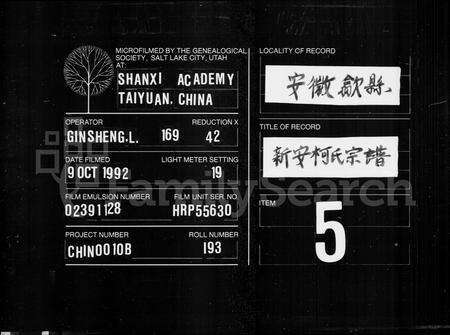 MICROFILMED BY THE GENEALOGICAL
SOCIETY, SALT LAKE CITY, UTAH
AT:
SHANXI ACADEMY
TAIYUAN. CHINA
OPERATOR
REDUCTION X
GINSHENG.L. 169 42
DATE FILMED
LIGHT METER SETTING
9 OCT 1992 19
FILM EMULSION NUMBER
FILM UNIT SER. NO
02391128 HRP55630
PROJECT NUMBER
ROLL NUMBER
CHIN0010B 193
LOCALITY OF RECORD
安徽歙縣
TITLE OF RECORD
新安柯氏宗譜
ITEM
5
FamilySearch